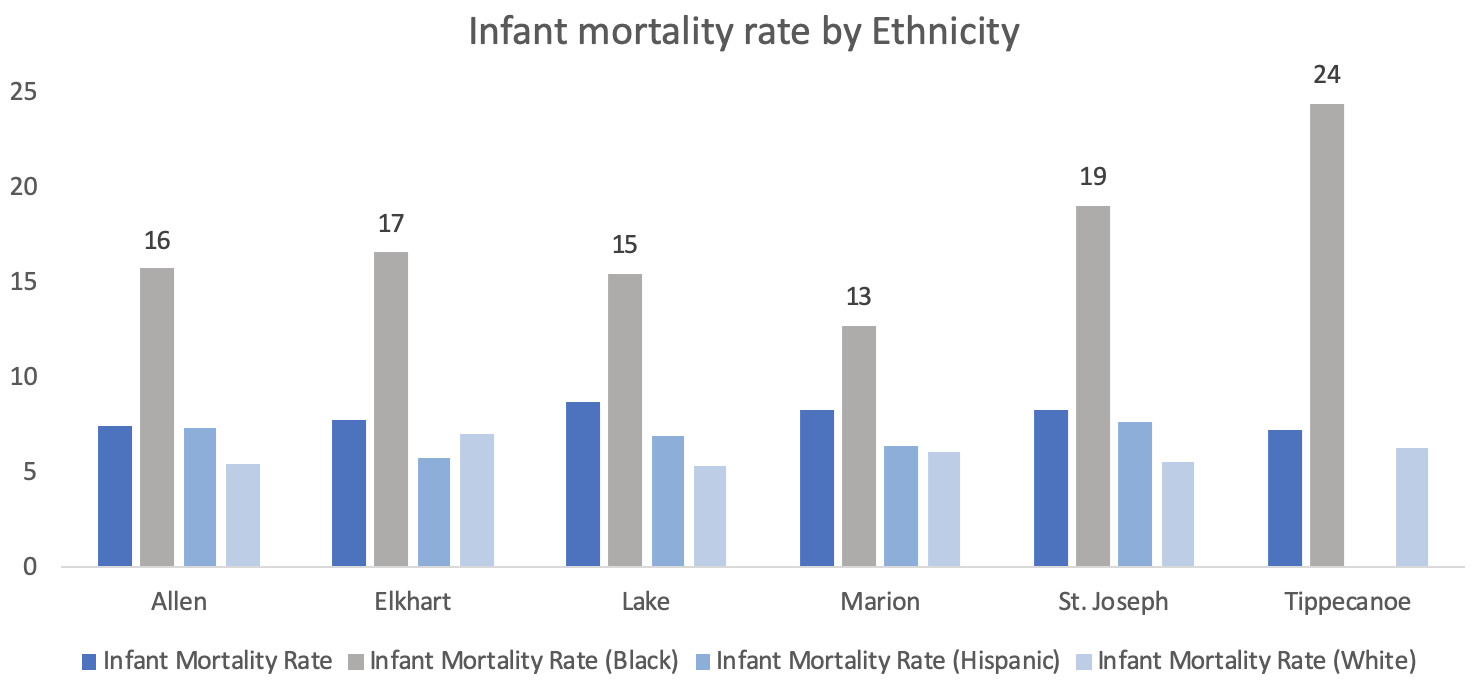 Infant mortality rate by Ethnicity
25
20
15
10
5
0
16
17
15
13
19
24
Allen
Elkhart
Lake
Marion
St. Joseph
Tippecanoe
Infant Mortality Rate
Infant Mortality Rate (Black)
Infant Mortality Rate (Hispanic)
Infant Mortality Rate (White)